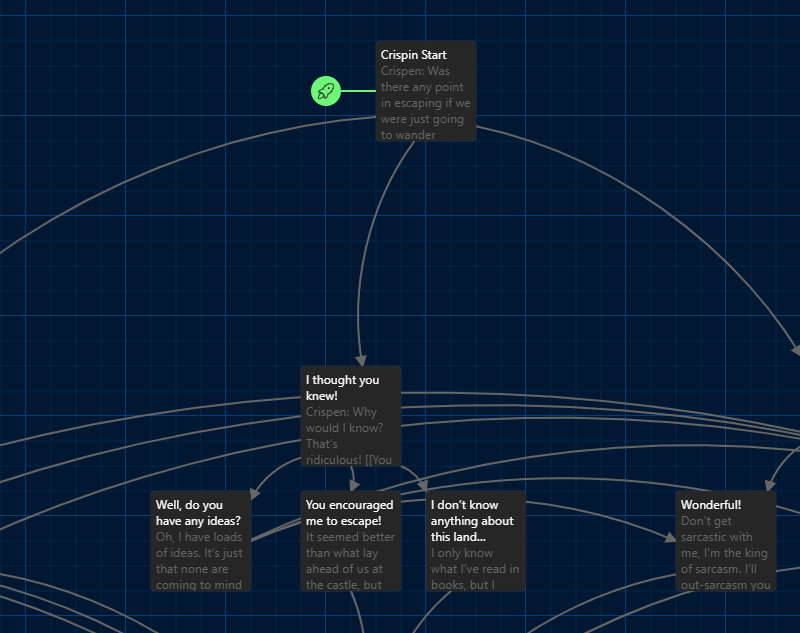 Crispin Start
Crispen: Was
there any point
in escaping if we
were just going
to wander
I thought you
knew!
Crispen: Why
would I know?
That's
ridiculous! [[You
Well, do you
have any ideas?
Oh, I have loads
of ideas. It's just
that none are
coming to mind
You encouraged
me to escape!
It seemed better
than what lay
ahead of us at
the castle, but
I don't know
anything about
this land...
I only know
what I've read in
books, but I
Wonderful!
Don't get
sarcastic with
me, I'm the king
of sarcasm. I'll
out-sarcasm you